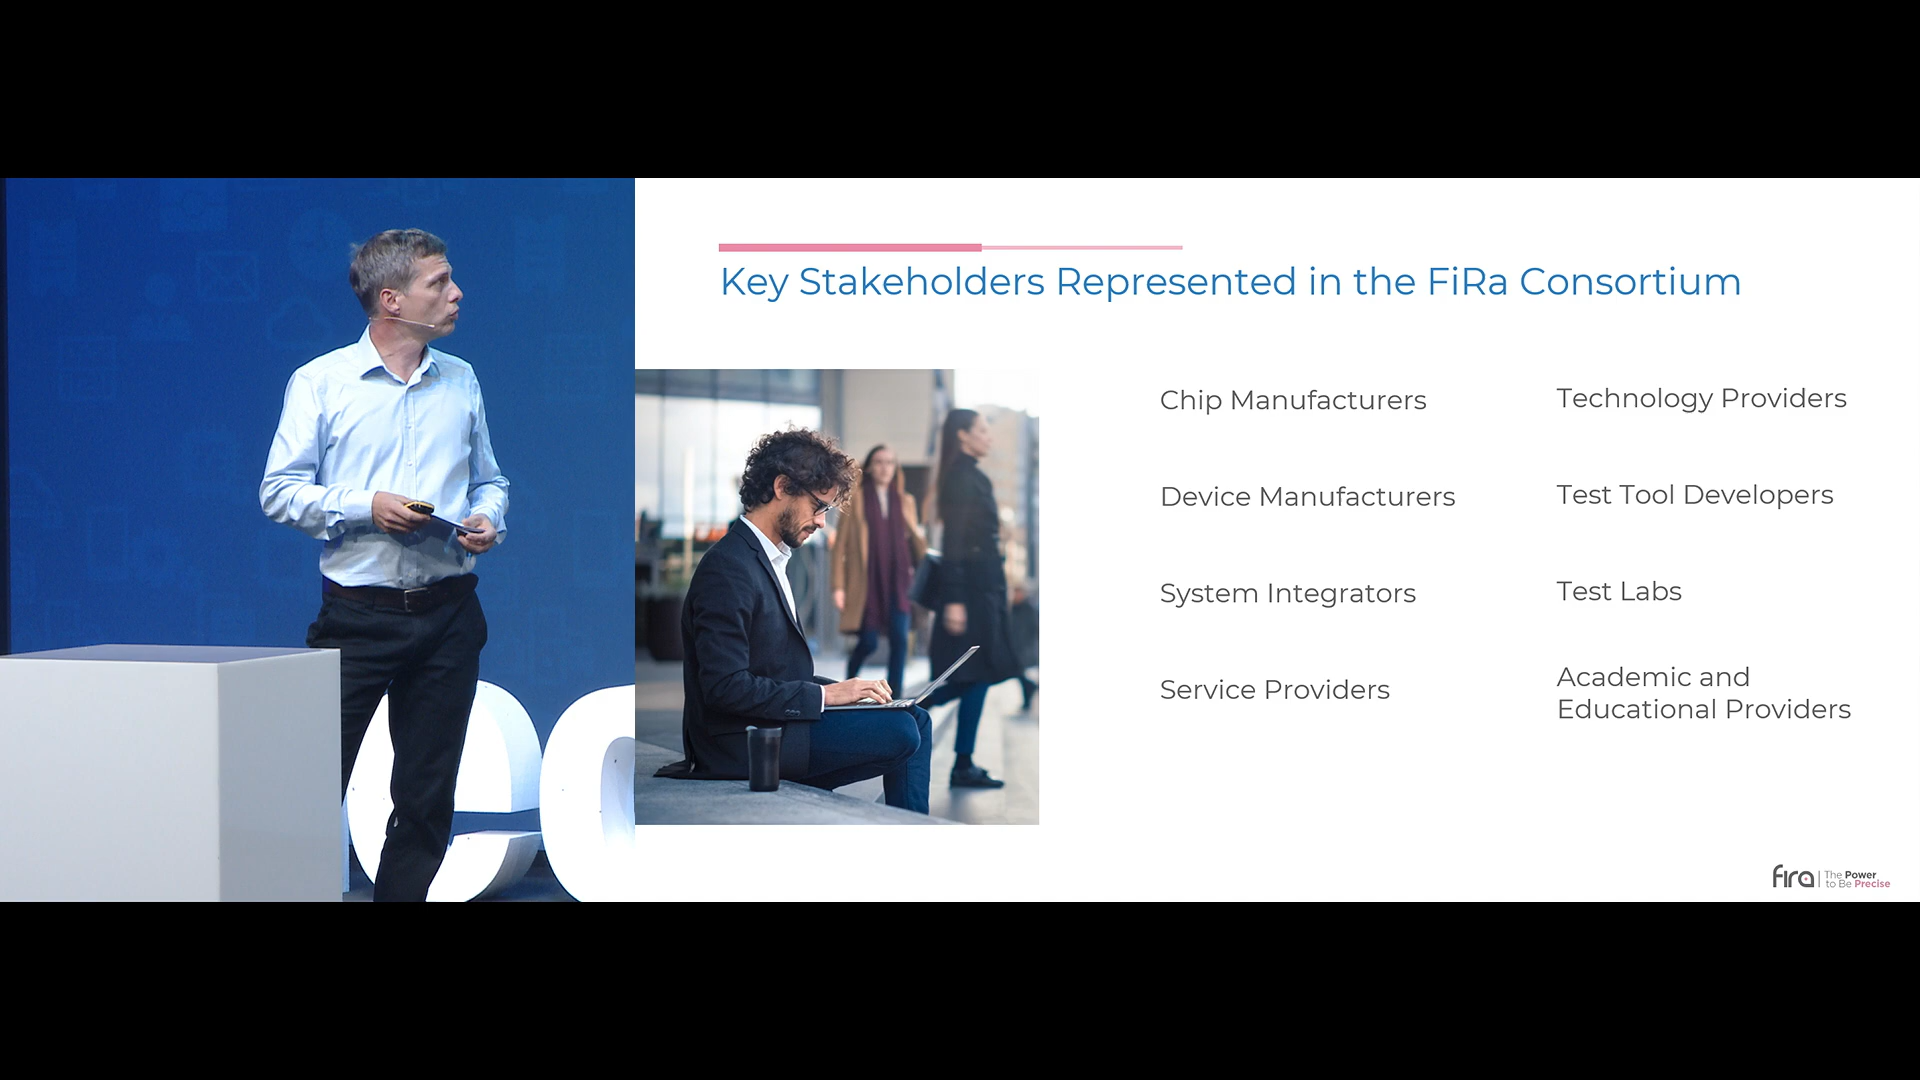 Key Stakeholders Represented in the FiRa Consortium
Chip Manufacturers
Device Manufacturers
System Integrators
Service Providers
Technology Providers
Test Tool Developers
Test Labs
Academic and
Educational Providers
fira
The Power
to Be Precise